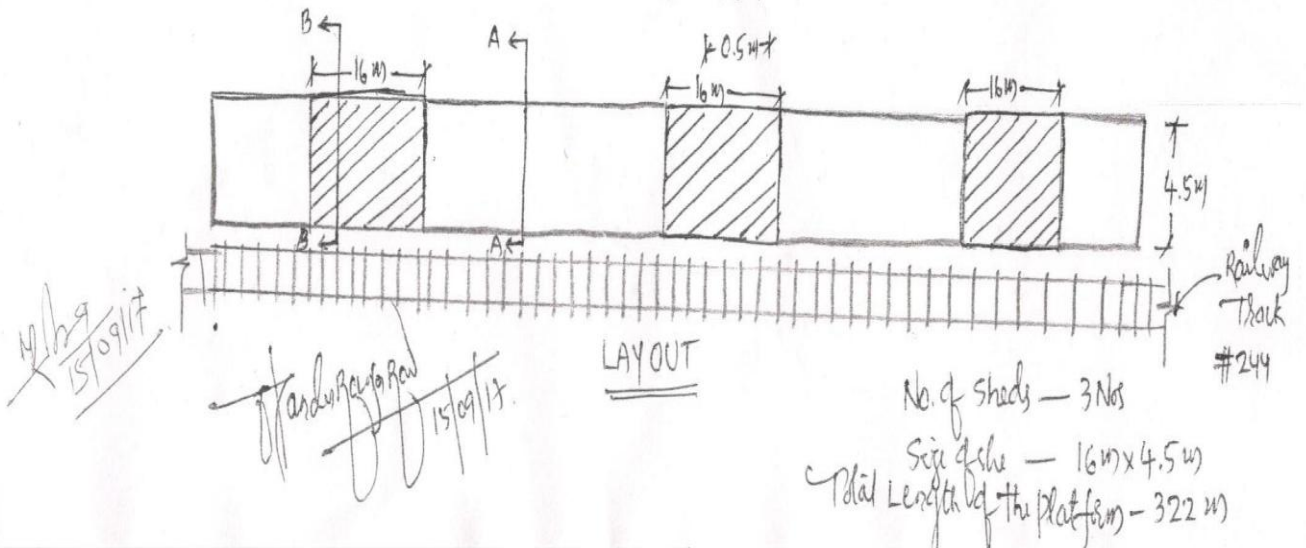 B
A
0.5m
16m
16m
16m
4.5m
B
A
Railway
Track
#244
15/09/17
15/09/17
LAYOUT
No. of Sheds — 3 Nos
Size of she — 16m x 4.5m
Total Length of the platform - 322 m